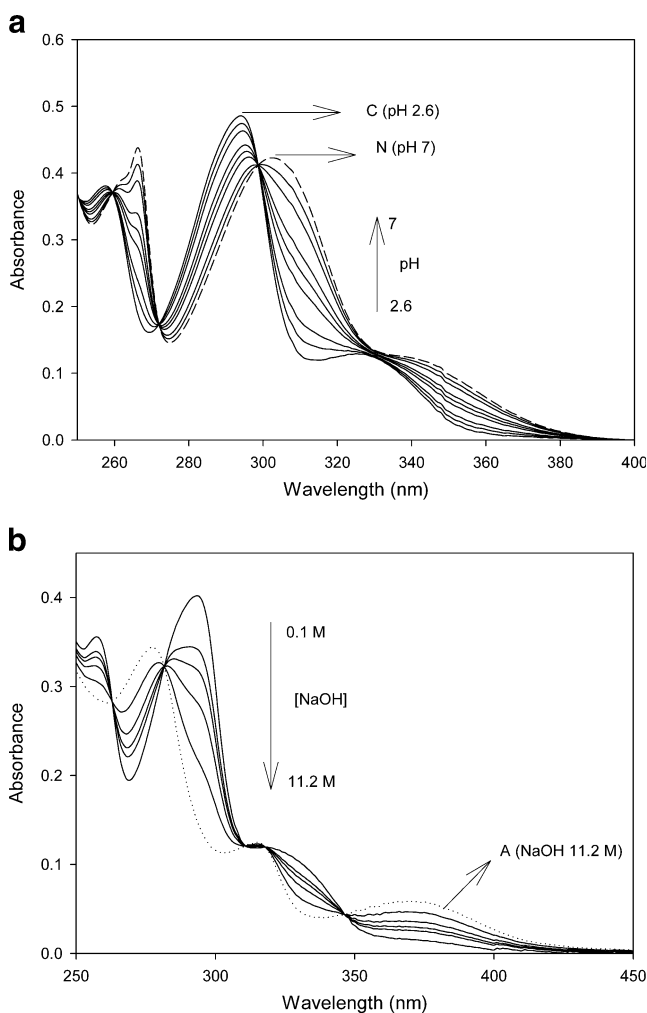 a
0.6
0.5
0.4
0.3
0.2
0.1
0.0
Absorbance
C (pH 2.6)
N (pH 7)
7
pH
2.6
260 280 300 320 340 360 380 400
Wavelength (nm)
b
0.4
0.3
0.2
0.1
0.0
Absorbance
0.1 M
[NaOH]
11.2 M
A (NaOH 11.2 M)
250 300 350 400 450
Wavelength (nm)